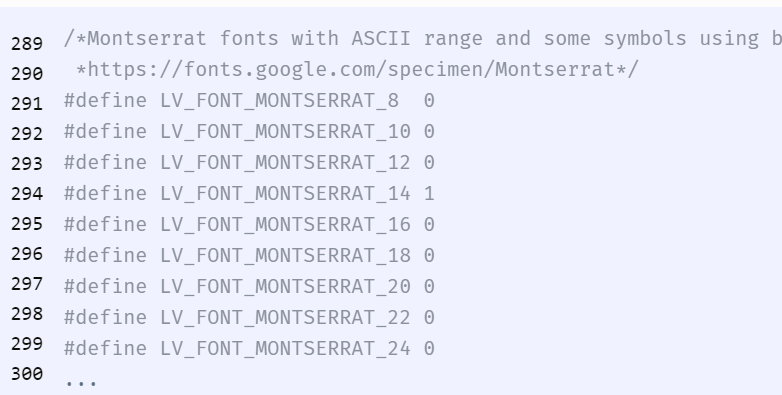 289 /*Montserrat fonts with ASCII range and some symbols using b
290 *https://fonts.google.com/specimen/Montserrat*/
291 #define LV_FONT_MONTSERRAT_8  0
292 #define LV_FONT_MONTSERRAT_10 0
293 #define LV_FONT_MONTSERRAT_12 0
294 #define LV_FONT_MONTSERRAT_14 1
295 #define LV_FONT_MONTSERRAT_16 0
296 #define LV_FONT_MONTSERRAT_18 0
297 #define LV_FONT_MONTSERRAT_20 0
298 #define LV_FONT_MONTSERRAT_22 0
299 #define LV_FONT_MONTSERRAT_24 0
300 ...